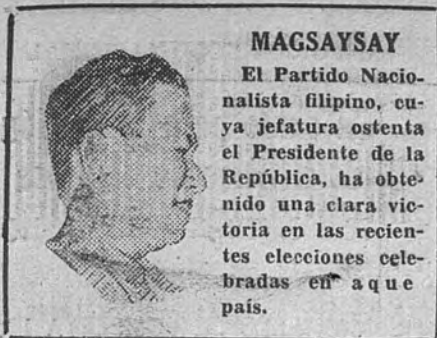 MAGSAYSAY
El Partido Nacio-
nalista filipino, cu-
ya jefatura ostenta
el Presidente de la
República, ha obte-
nido una clara vic-
toria en las recien-
tes elecciones cele-
bradas en aque
país.